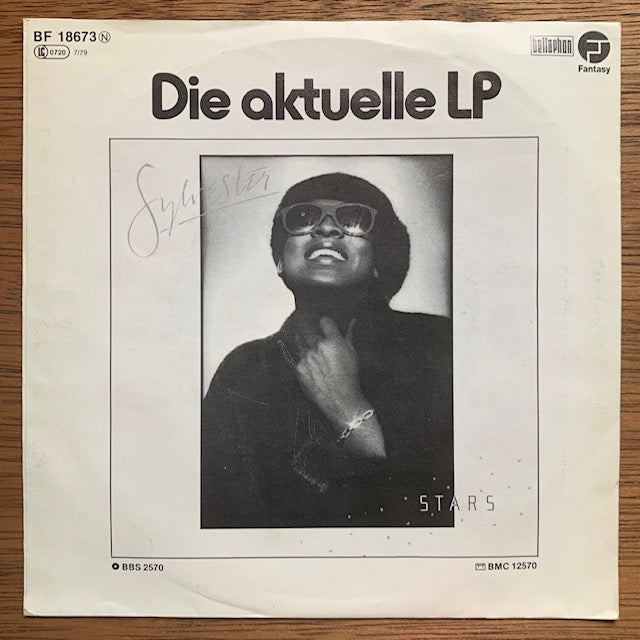 BF 18673 N
LC 0720 7/79
bellaphon
Fantasy
Die aktuelle LP
Sylvester
STARS
BBS 2570
BMC 12570